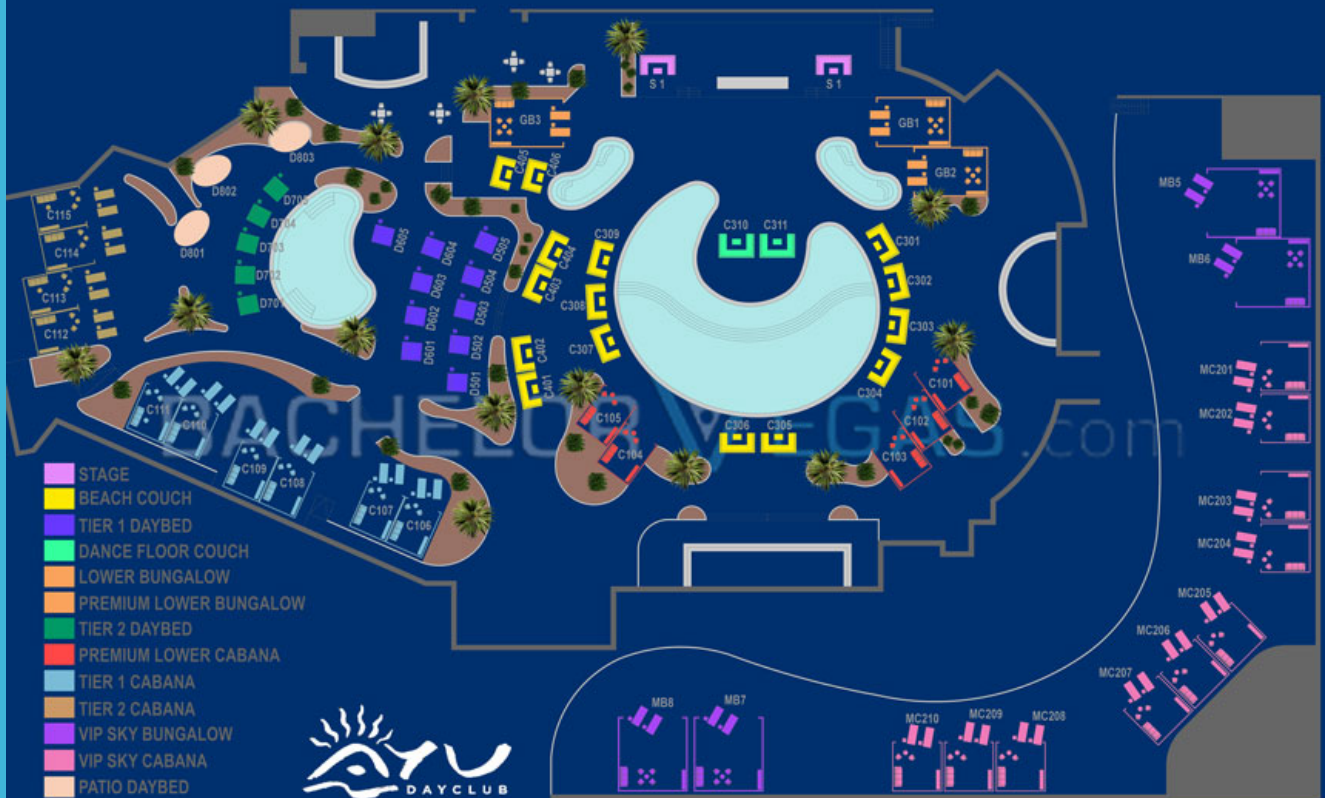 S 1
S 1
GB3
GB1
GB2
C405
C406
D803
D802
D801
D705
D704
D703
D702
D701
C115
C114
C113
C112
D605
D604
D603
D602
D601
D505
D504
D503
D502
D501
C404
C403
C402
C401
C309
C308
C307
C310
C311
C301
C302
C303
C304
C305
C306
C101
C102
C103
C104
C105
C111
C110
C109
C108
C107
C106
MB5
MB6
MC201
MC202
MC203
MC204
MC205
MC206
MC207
MC208
MC209
MC210
MB7
MB8
BACHELOR VEGAS.com
STAGE
BEACH COUCH
TIER 1 DAYBED
DANCE FLOOR COUCH
LOWER BUNGALOW
PREMIUM LOWER BUNGALOW
TIER 2 DAYBED
PREMIUM LOWER CABANA
TIER 1 CABANA
TIER 2 CABANA
VIP SKY BUNGALOW
VIP SKY CABANA
PATIO DAYBED
AYU
DAYCLUB